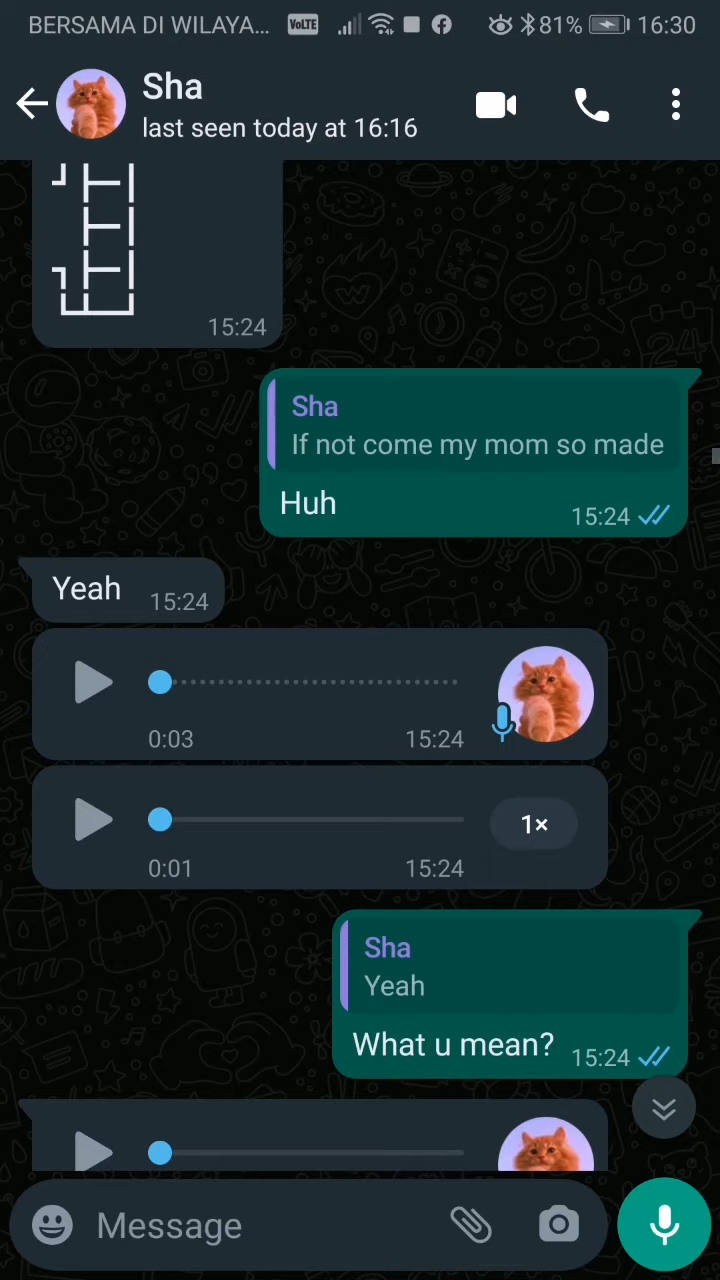 BERSAMA DI WILAYA... VoLTE 81% 16:30
Sha
last seen today at 16:16
15:24
Sha
If not come my mom so made
Huh
15:24
Yeah
15:24
0:03 15:24
1×
0:01 15:24
Sha
Yeah
What u mean?
15:24
Message